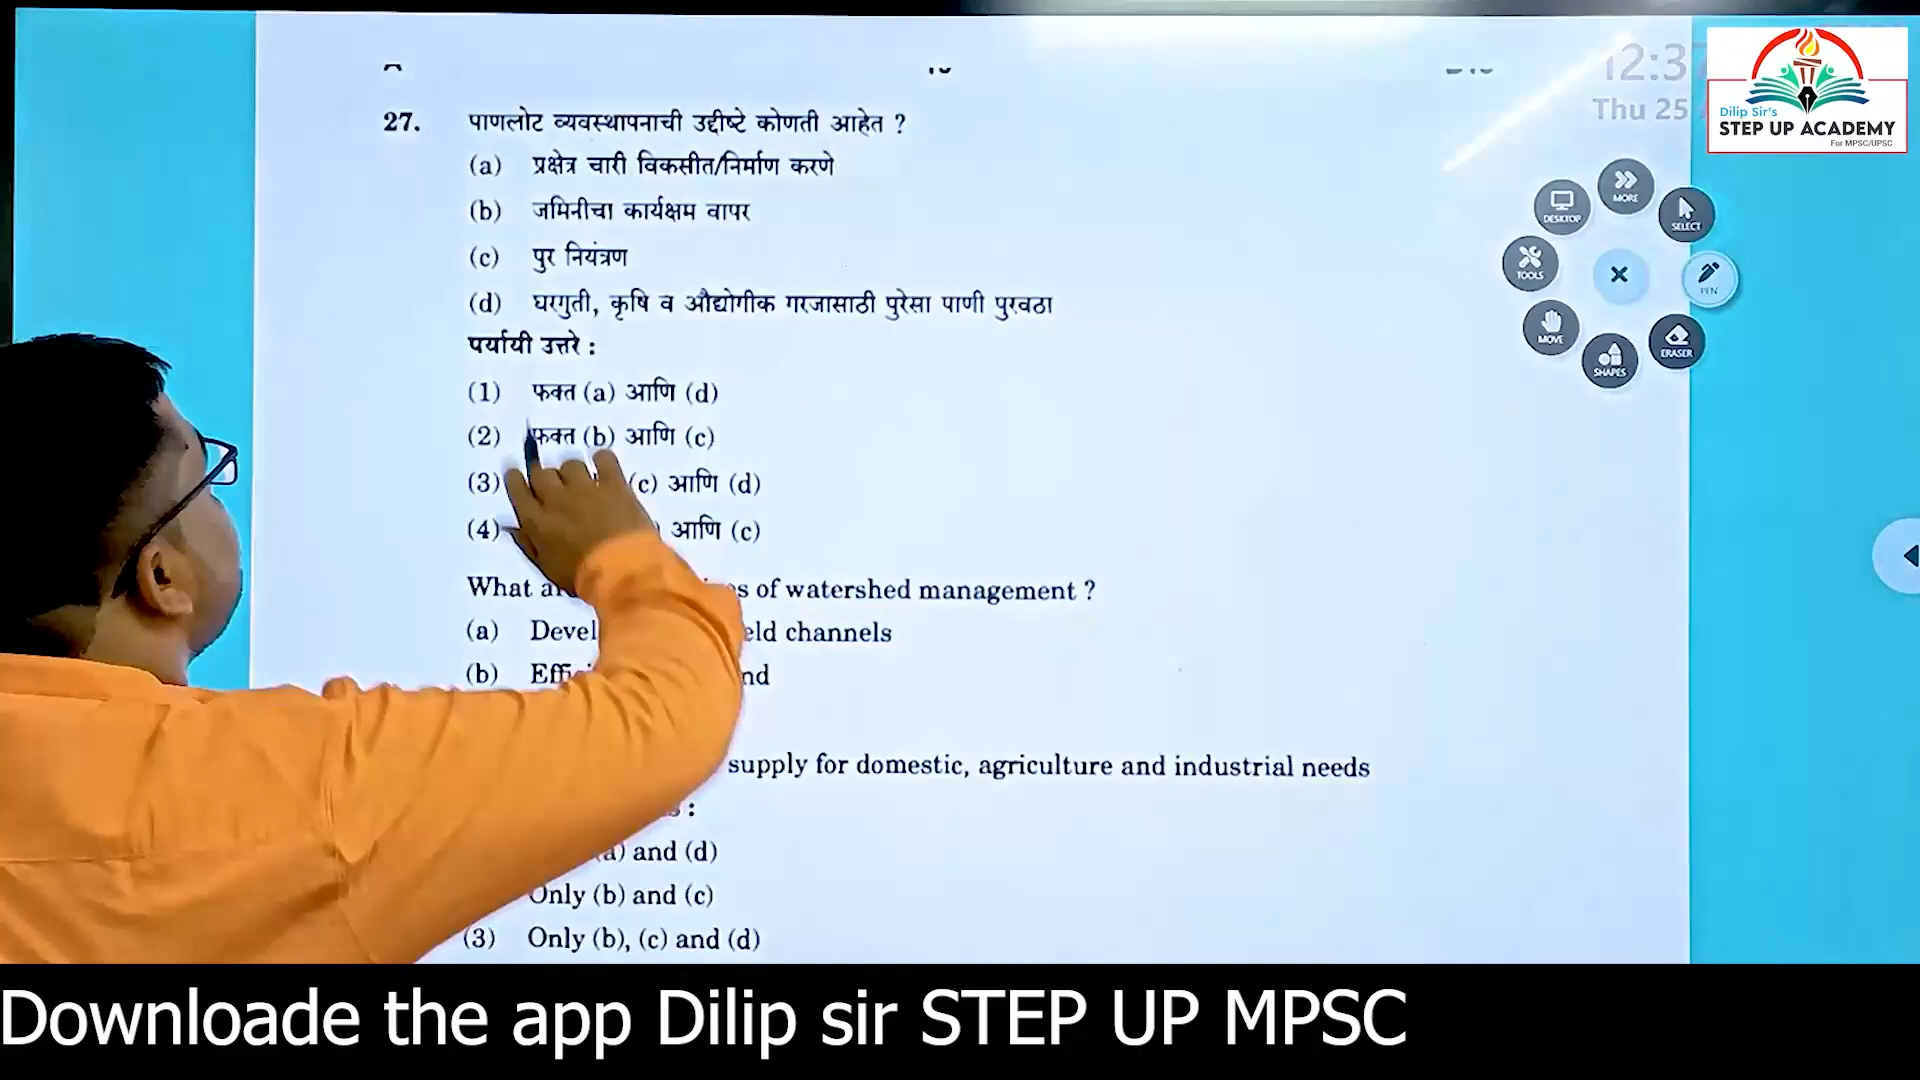 12:37
Thu 25
Dilip Sir's
STEP UP ACADEMY
For MPSC/UPSC
27. पाणलोट व्यवस्थापनाची उद्दीष्टे कोणती आहेत ?
(a) प्रक्षेत्र चारी विकसीत/निर्माण करणे
(b) जमिनीचा कार्यक्षम वापर
(c) पुर नियंत्रण
(d) घरगुती, कृषि व औद्योगीक गरजासाठी पुरेसा पाणी पुरवठा
पर्यायी उत्तरे :
(1) फक्त (a) आणि (d)
(2) फक्त (b) आणि (c)
(3) (c) आणि (d)
(4) आणि (c)
What of watershed management ?
(a) channels
(b)
supply for domestic, agriculture and industrial needs
and (d)
Only (b) and (c)
(3) Only (b), (c) and (d)
MORE
DESKTOP
SELECT
TOOLS
PEN
MOVE
ERASER
SHAPES
Downloade the app Dilip sir STEP UP MPSC